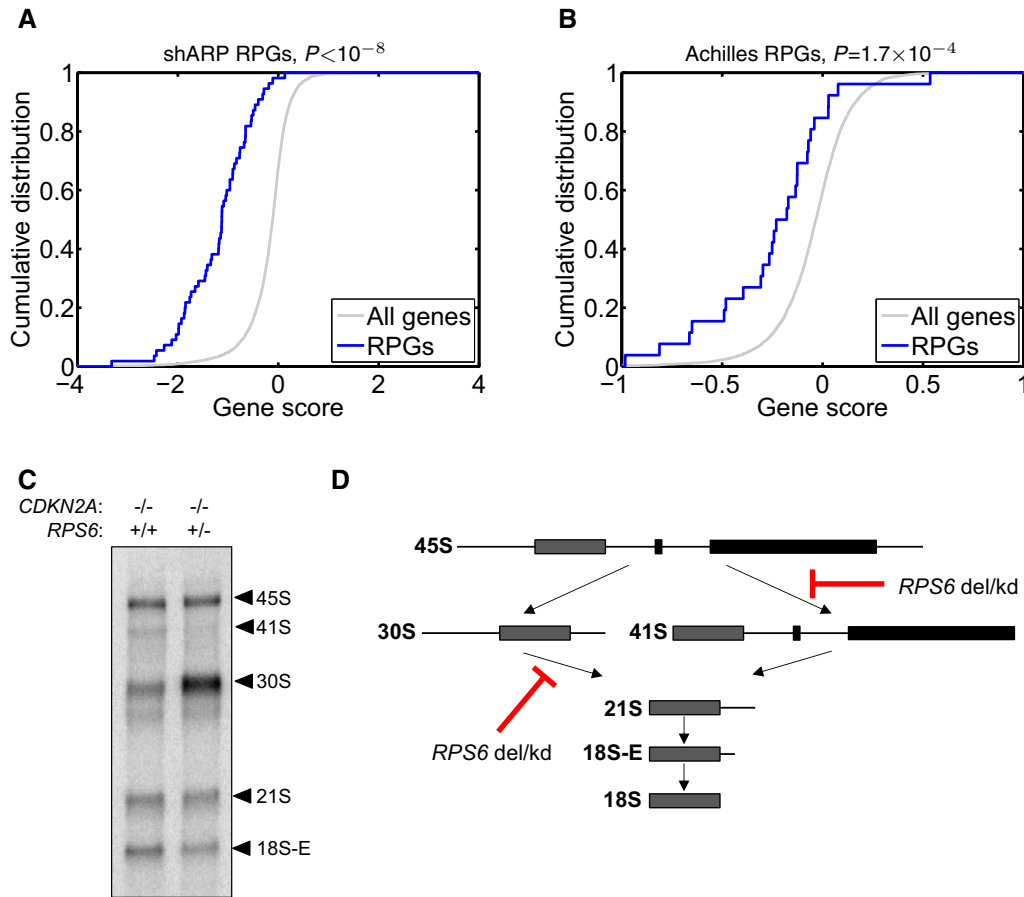 A
shARP RPGs, P<10⁻⁸
Cumulative distribution
1
0.8
0.6
0.4
0.2
0
−4
−2
0
2
4
Gene score
All genes
RPGs
B
Achilles RPGs, P=1.7×10⁻⁴
Cumulative distribution
1
0.8
0.6
0.4
0.2
0
−1
−0.5
0
0.5
1
Gene score
All genes
RPGs
C
CDKN2A: -/- -/-
RPS6: +/+ +/-
45S
41S
30S
21S
18S-E
D
45S
RPS6 del/kd
30S
41S
21S
RPS6 del/kd
18S-E
18S